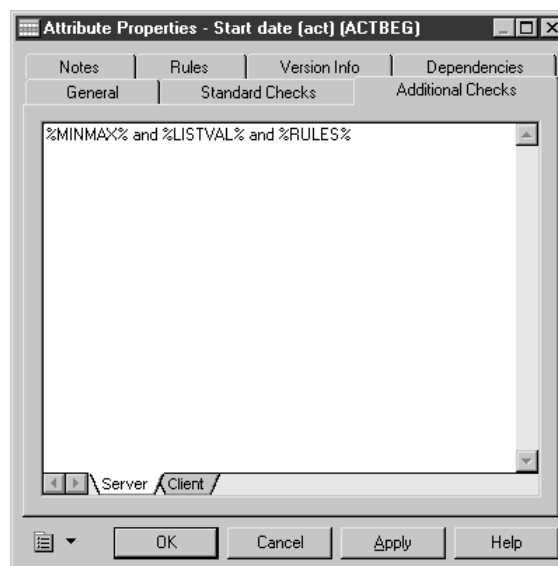 Attribute Properties - Start date (act) (ACTBEG)
Notes Rules Version Info Dependencies
General Standard Checks Additional Checks
%MINMAX% and %LISTVAL% and %RULES%
Server Client
OK Cancel Apply Help